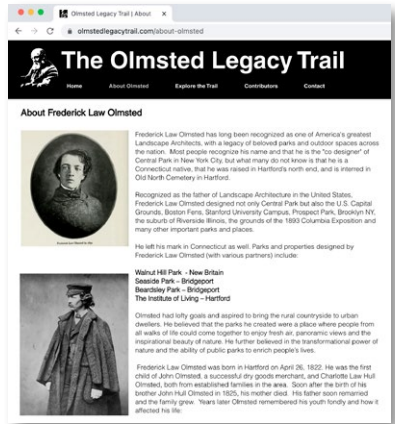 Olmsted Legacy Trail | About
olmstedlegacytrail.com/about-olmsted
The Olmsted Legacy Trail
Home About Olmsted Explore the Trail Contributors Contact
About Frederick Law Olmsted
Frederick Law Olmsted has long been recognized as one of America's greatest
Landscape Architects, with a legacy of beloved parks and outdoor spaces across
the nation. Most people recognize his name and that he is the "co designer" of
Central Park in New York City, but what many do not know is that he is a
Connecticut native, that he was raised in Hartford's north end, and is interred in
Old North Cemetery in Hartford.
Recognized as the father of Landscape Architecture in the United States,
Frederick Law Olmsted designed not only Central Park but also the U.S. Capital
Grounds, Boston Fens, Stanford University Campus, Prospect Park, Brooklyn NY,
the suburb of Riverside Illinois, the grounds of the 1893 Columbia Exposition and
many other important parks and places.
He left his mark in Connecticut as well. Parks and properties designed by
Frederick Law Olmsted (with various partners) include:
Walnut Hill Park - New Britain
Seaside Park – Bridgeport
Beardsley Park – Bridgeport
The Institute of Living – Hartford
Olmsted had lofty goals and aspired to bring the rural countryside to urban
dwellers. He believed that the parks he created were a place where people from
all walks of life could come together to enjoy fresh air, panoramic views and the
inspirational beauty of nature. He further believed in the transformational power of
nature and the ability of public parks to enrich people's lives.
Frederick Law Olmsted was born in Hartford on April 26, 1822. He was the first
child of John Olmsted, a successful dry goods merchant, and Charlotte Law Hull
Olmsted, both from established families in the area. Soon after the birth of his
brother John Hull Olmsted in 1825, his mother died. His father soon remarried
and the family grew. Years later Olmsted remembered his youth fondly and how it
affected his life: